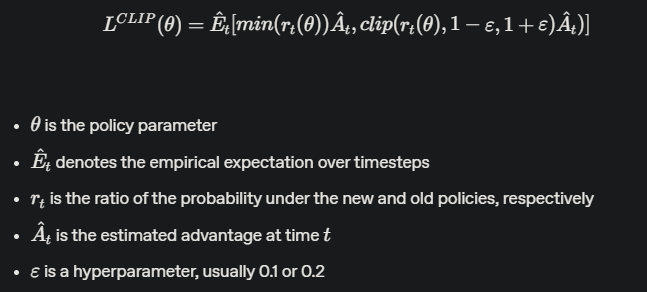 L^{CLIP}(θ) = Ê_t[min(r_t(θ))Â_t, clip(r_t(θ), 1 − ε, 1 + ε)Â_t)]
• θ is the policy parameter
• Ê_t denotes the empirical expectation over timesteps
• r_t is the ratio of the probability under the new and old policies, respectively
• Â_t is the estimated advantage at time t
• ε is a hyperparameter, usually 0.1 or 0.2